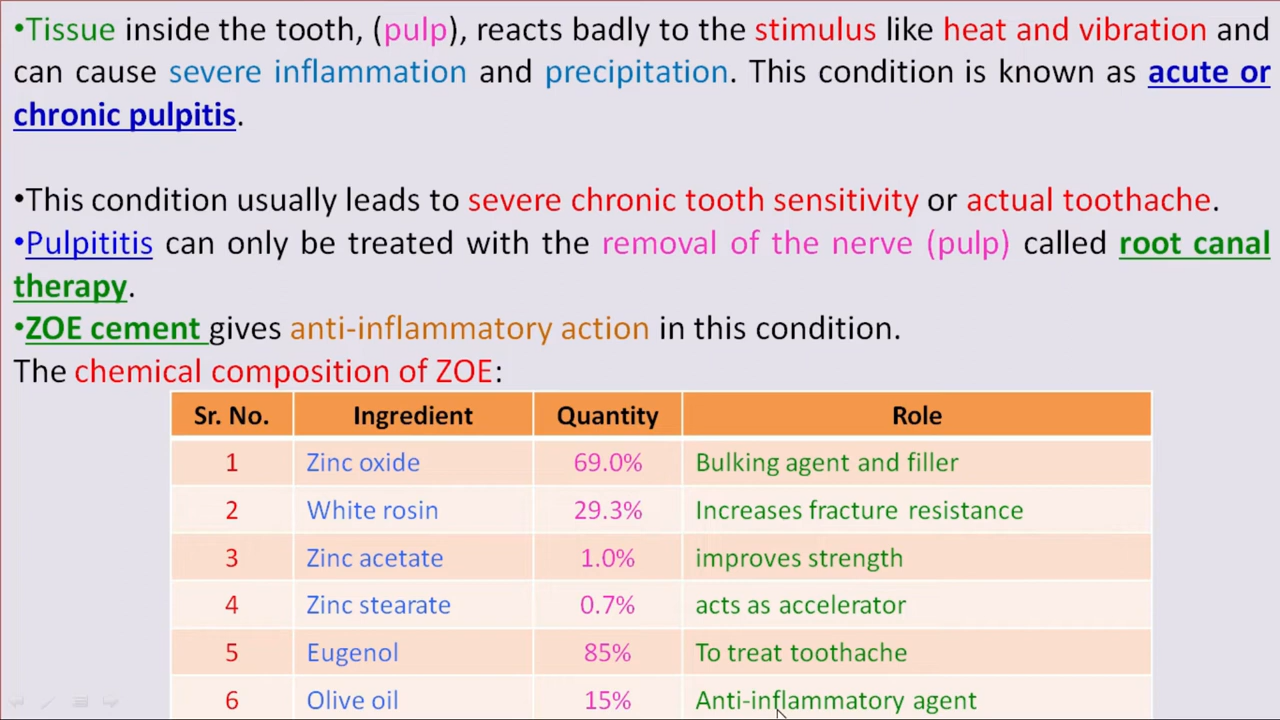 •Tissue inside the tooth, (pulp), reacts badly to the stimulus like heat and vibration and
can cause severe inflammation and precipitation. This condition is known as acute or
chronic pulpitis.
•This condition usually leads to severe chronic tooth sensitivity or actual toothache.
•Pulpititis can only be treated with the removal of the nerve (pulp) called root canal
therapy.
•ZOE cement gives anti-inflammatory action in this condition.
The chemical composition of ZOE:
Sr. No. Ingredient Quantity Role
1 Zinc oxide 69.0% Bulking agent and filler
2 White rosin 29.3% Increases fracture resistance
3 Zinc acetate 1.0% improves strength
4 Zinc stearate 0.7% acts as accelerator
5 Eugenol 85% To treat toothache
6 Olive oil 15% Anti-inflammatory agent